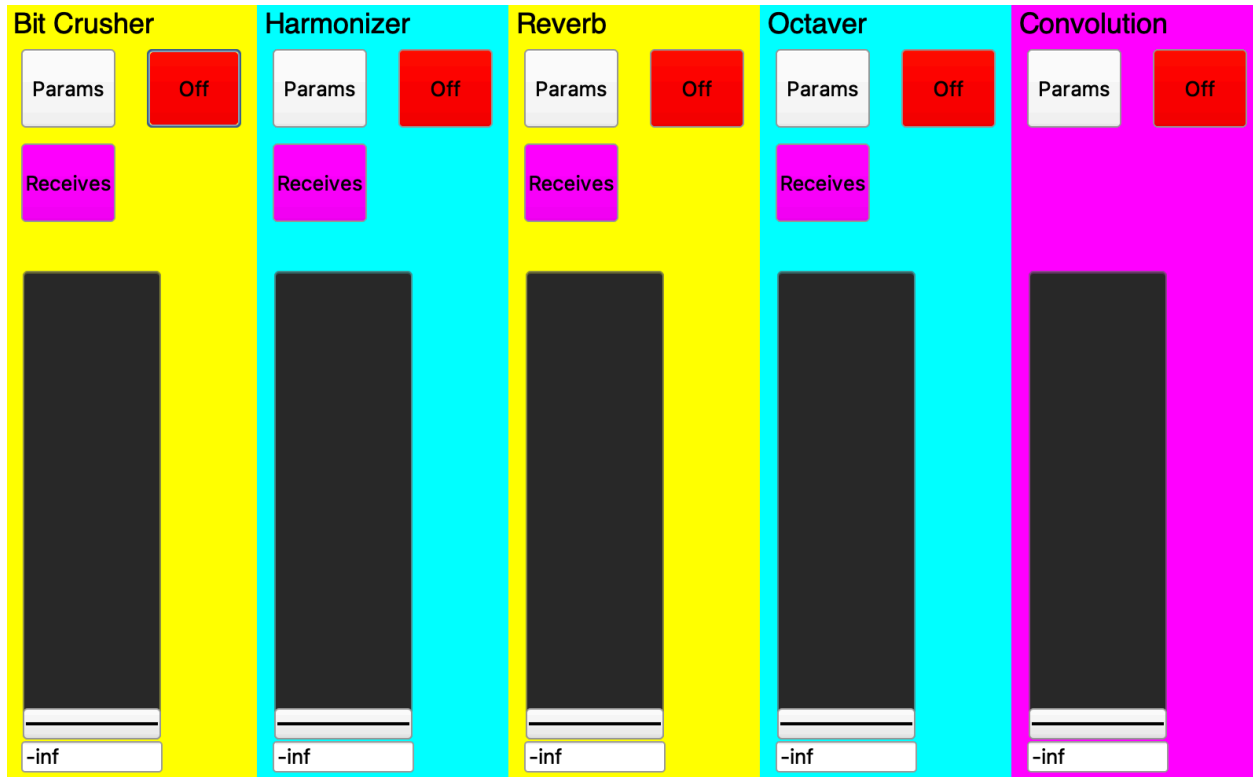 Bit Crusher Harmonizer Reverb Octaver Convolution
Params Off Params Off Params Off Params Off Params Off
Receives Receives Receives Receives
-inf -inf -inf -inf -inf